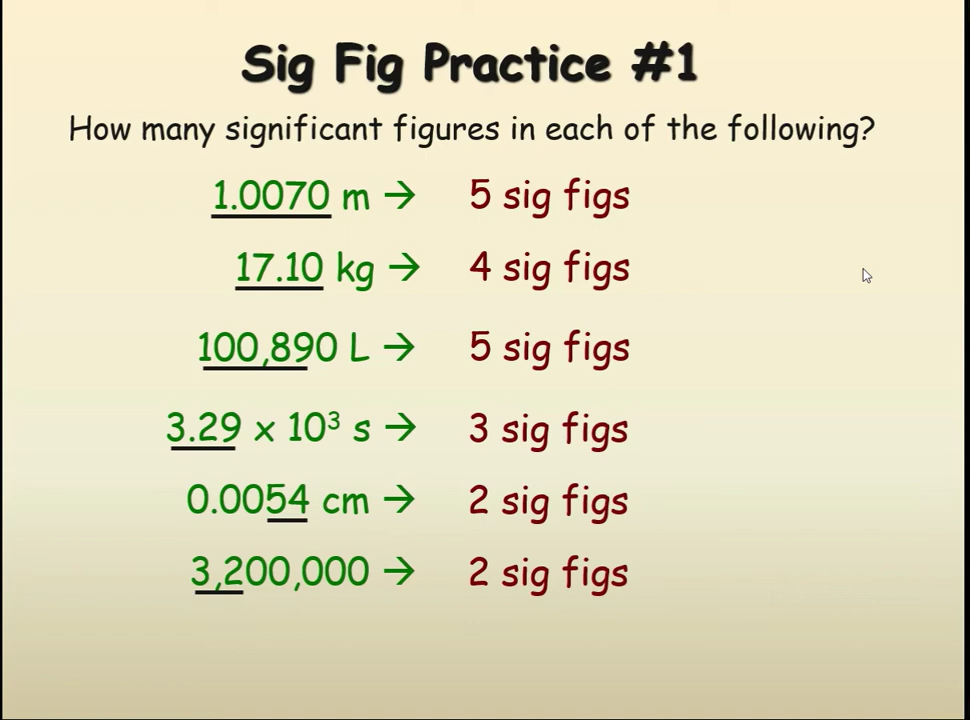 Sig Fig Practice #1
How many significant figures in each of the following?
1.0070 m → 5 sig figs
17.10 kg → 4 sig figs
100,890 L → 5 sig figs
3.29 x 10³ s → 3 sig figs
0.0054 cm → 2 sig figs
3,200,000 → 2 sig figs